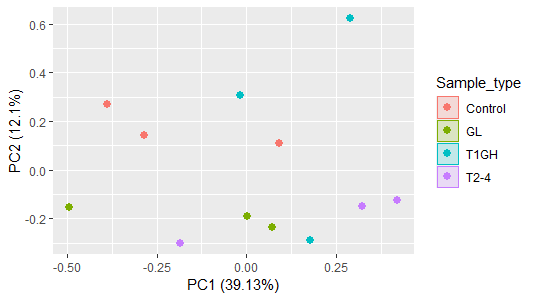 0.6
0.4
0.2
0.0
-0.2
PC2 (12.1%)
-0.50
-0.25
0.00
0.25
PC1 (39.13%)
Sample_type
Control
GL
T1GH
T2-4